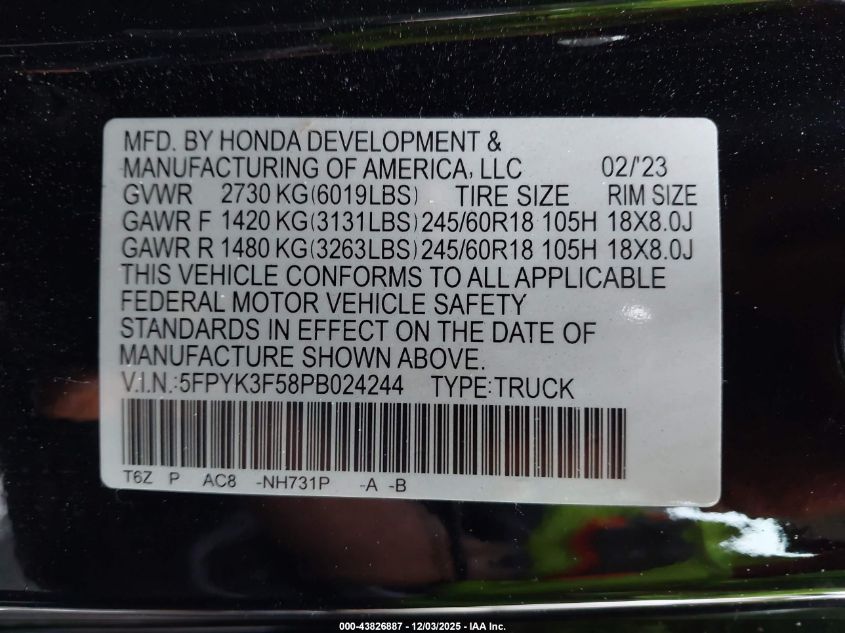 MFD. BY HONDA DEVELOPMENT &
MANUFACTURING OF AMERICA, LLC 02/'23
GVWR 2730 KG(6019LBS) TIRE SIZE RIM SIZE
GAWR F 1420 KG(3131LBS)245/60R18 105H 18X8.0J
GAWR R 1480 KG(3263LBS)245/60R18 105H 18X8.0J
THIS VEHICLE CONFORMS TO ALL APPLICABLE
FEDERAL MOTOR VEHICLE SAFETY
STANDARDS IN EFFECT ON THE DATE OF
MANUFACTURE SHOWN ABOVE.
V.I.N.:5FPYK3F58PB024244 TYPE:TRUCK
T6Z P AC8 -NH731P -A -B
000-43826887 - 12/03/2025 - IAA Inc.